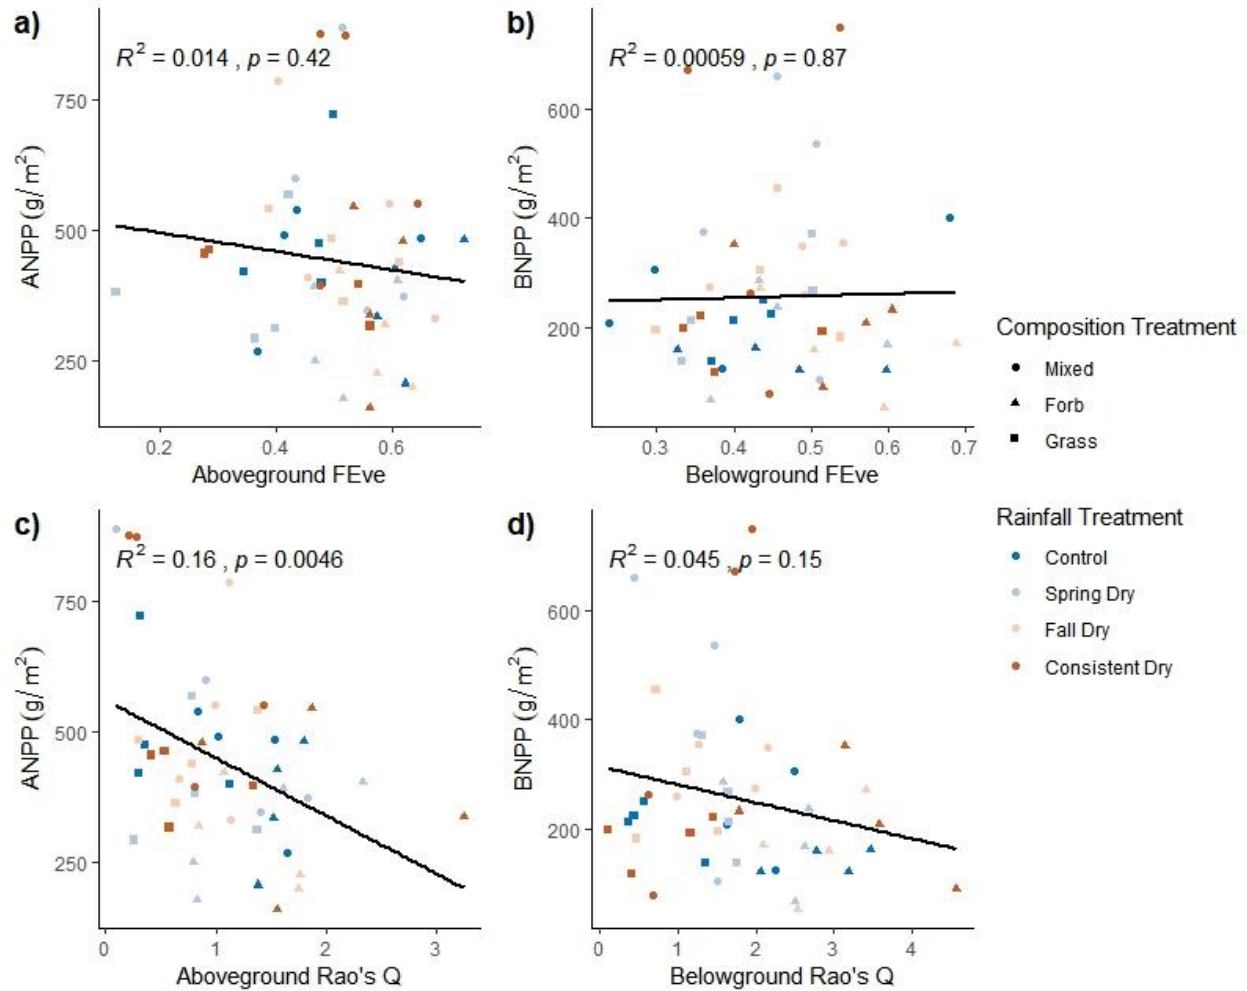 a)
R² = 0.014 , p = 0.42
750
500
250
ANPP (g/m²)
0.2 0.4 0.6
Aboveground FEve
b)
R² = 0.00059 , p = 0.87
600
400
200
BNPP (g/m²)
0.3 0.4 0.5 0.6 0.7
Belowground FEve
c)
R² = 0.16 , p = 0.0046
750
500
250
ANPP (g/m²)
0 1 2 3
Aboveground Rao's Q
d)
R² = 0.045 , p = 0.15
600
400
200
BNPP (g/m²)
0 1 2 3 4
Belowground Rao's Q
Composition Treatment
Mixed
Forb
Grass
Rainfall Treatment
Control
Spring Dry
Fall Dry
Consistent Dry